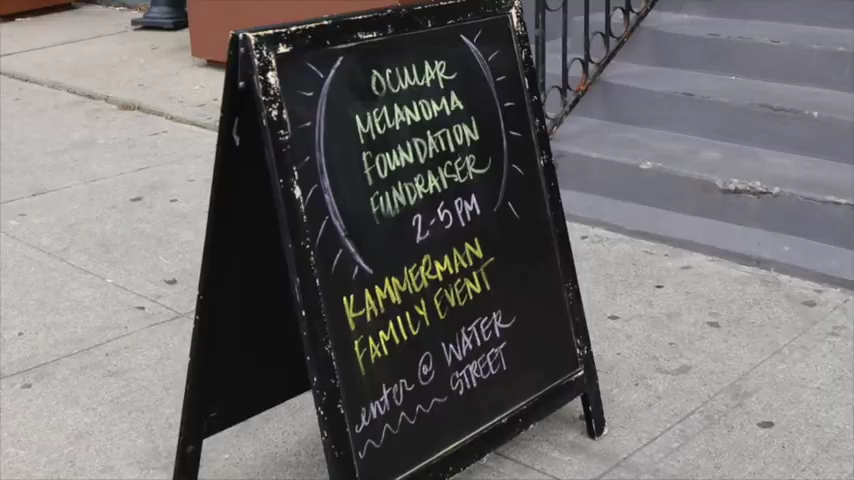 OCULAR
MELANOMA
FOUNDATION
FUNDRAISER
2-5PM
KAMMERMAN
FAMILY EVENT
enter @ WATER
STREET